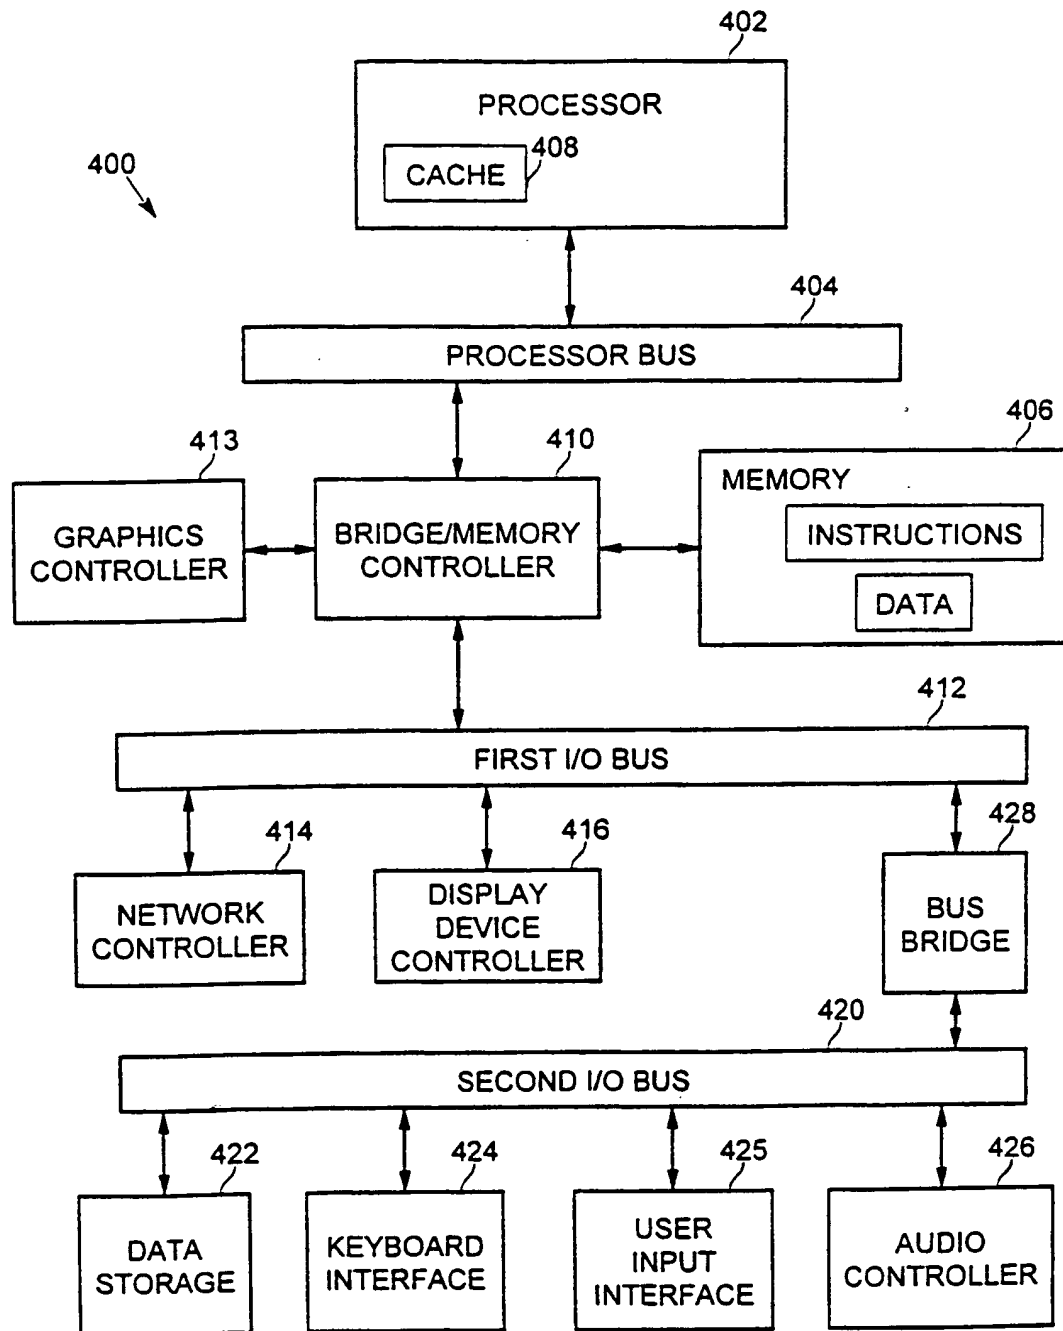 402
PROCESSOR
408
CACHE
400
404
PROCESSOR BUS
406
413
410
MEMORY
INSTRUCTIONS
DATA
GRAPHICS
CONTROLLER
BRIDGE/MEMORY
CONTROLLER
412
FIRST I/O BUS
414
416
428
NETWORK
CONTROLLER
DISPLAY
DEVICE
CONTROLLER
BUS
BRIDGE
420
SECOND I/O BUS
422
424
425
426
DATA
STORAGE
KEYBOARD
INTERFACE
USER
INPUT
INTERFACE
AUDIO
CONTROLLER